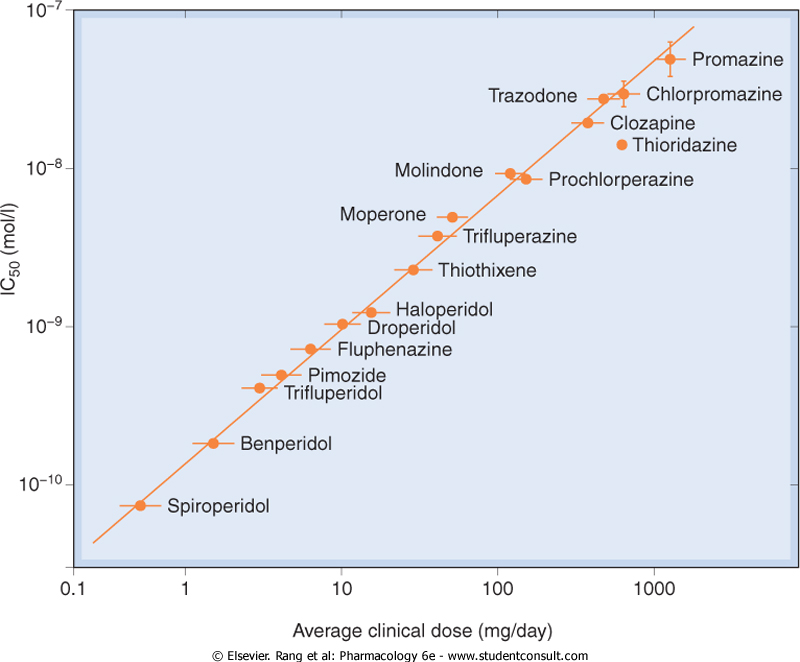 10⁻⁷
Promazine
Trazodone
Chlorpromazine
Clozapine
Thioridazine
10⁻⁸
Molindone
Prochlorperazine
Moperone
Trifluperazine
IC₅₀ (mol/l)
Thiothixene
Haloperidol
10⁻⁹
Droperidol
Fluphenazine
Pimozide
Trifluperidol
Benperidol
10⁻¹⁰
Spiroperidol
0.1 1 10 100 1000
Average clinical dose (mg/day)
© Elsevier. Rang et al: Pharmacology 6e - www.studentconsult.com